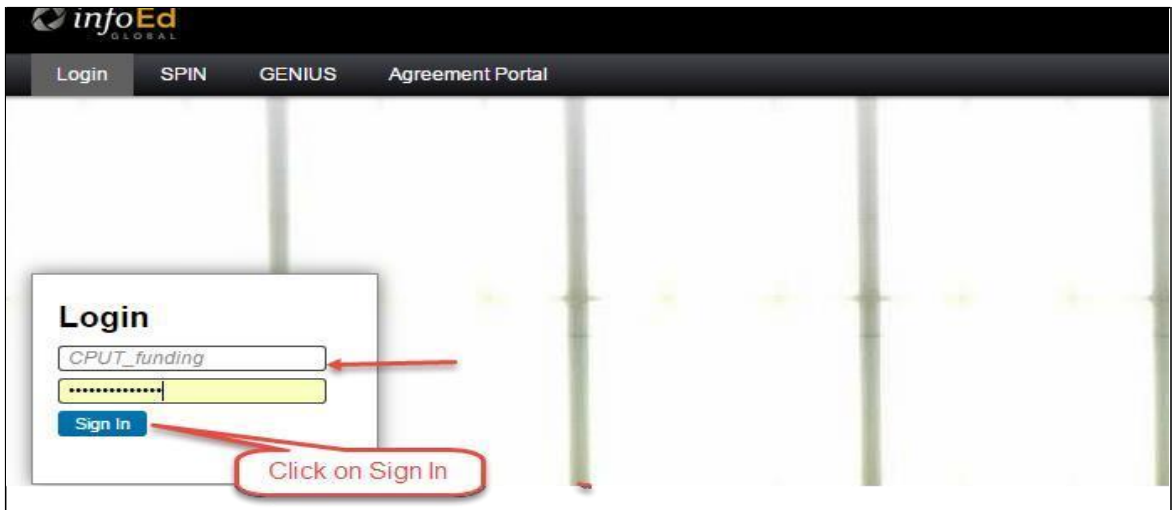 infoEd
GLOBAL
Login SPIN GENIUS Agreement Portal
Login
CPUT_funding
••••••••••••••
Sign In
Click on Sign In